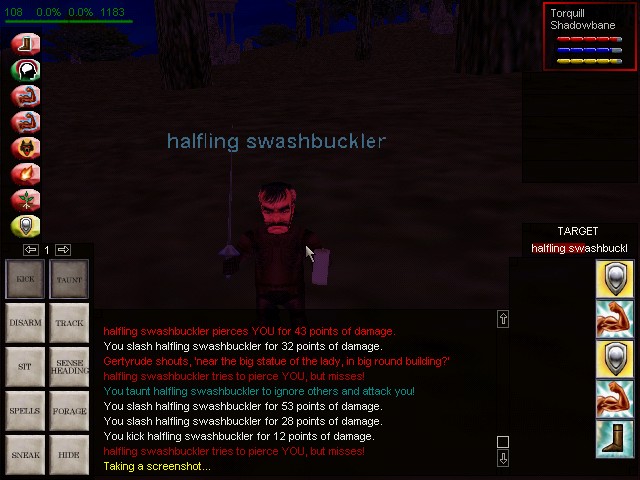 108 0.0% 0.0% 1183
Torquill
Shadowbane
halfling swashbuckler
TARGET
halfling swashbuckl
1
KICK TAUNT
DISARM TRACK
SIT SENSE HEADING
SPELLS FORAGE
SNEAK HIDE
halfling swashbuckler pierces YOU for 43 points of damage.
You slash halfling swashbuckler for 32 points of damage.
Gertyrude shouts, 'near the big statue of the lady, in big round building?'
halfling swashbuckler tries to pierce YOU, but misses!
You taunt halfling swashbuckler to ignore others and attack you!
You slash halfling swashbuckler for 53 points of damage.
You slash halfling swashbuckler for 28 points of damage.
You kick halfling swashbuckler for 12 points of damage.
halfling swashbuckler tries to pierce YOU, but misses!
Taking a screenshot...